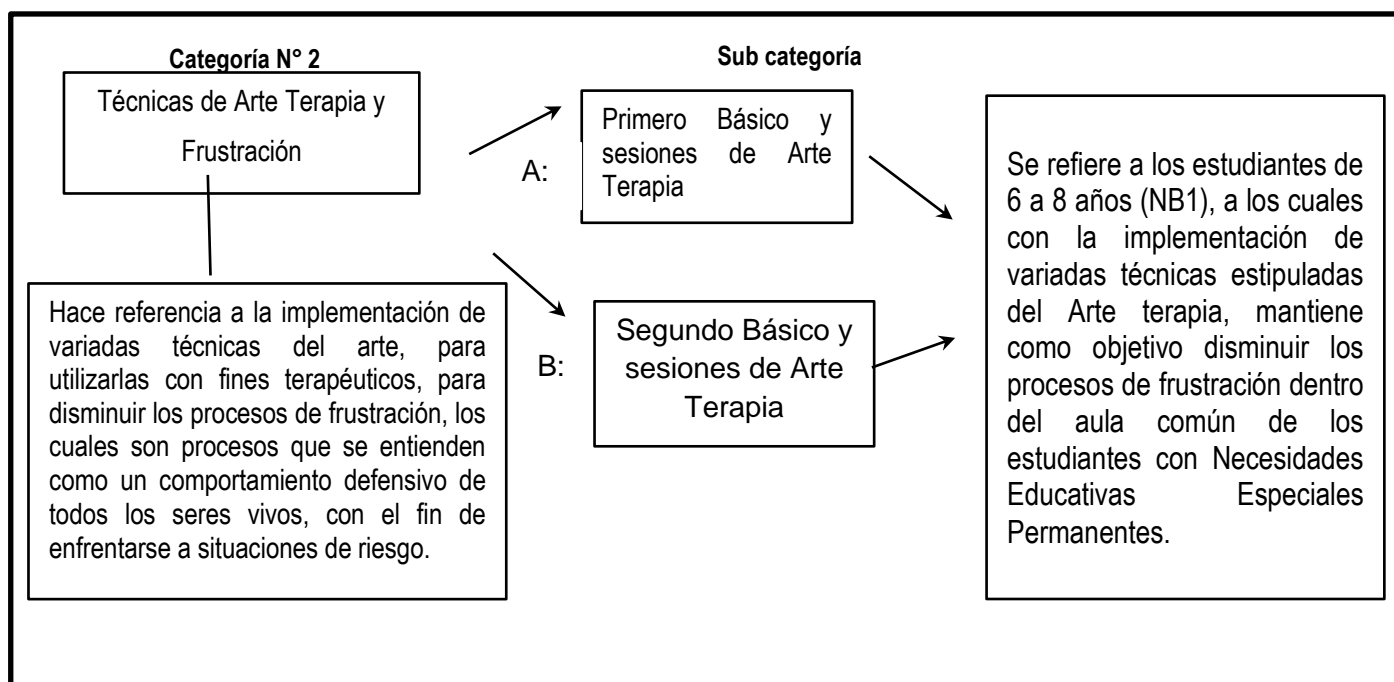 Categoría N° 2
Técnicas de Arte Terapia y
Frustración
Hace referencia a la implementación de
variadas técnicas del arte, para
utilizarlas con fines terapéuticos, para
disminuir los procesos de frustración, los
cuales son procesos que se entienden
como un comportamiento defensivo de
todos los seres vivos, con el fin de
enfrentarse a situaciones de riesgo.
Sub categoría
A:
Primero Básico y
sesiones de Arte
Terapia
B:
Segundo Básico y
sesiones de Arte
Terapia
Se refiere a los estudiantes de
6 a 8 años (NB1), a los cuales
con la implementación de
variadas técnicas estipuladas
del Arte terapia, mantiene
como objetivo disminuir los
procesos de frustración dentro
del aula común de los
estudiantes con Necesidades
Educativas Especiales
Permanentes.